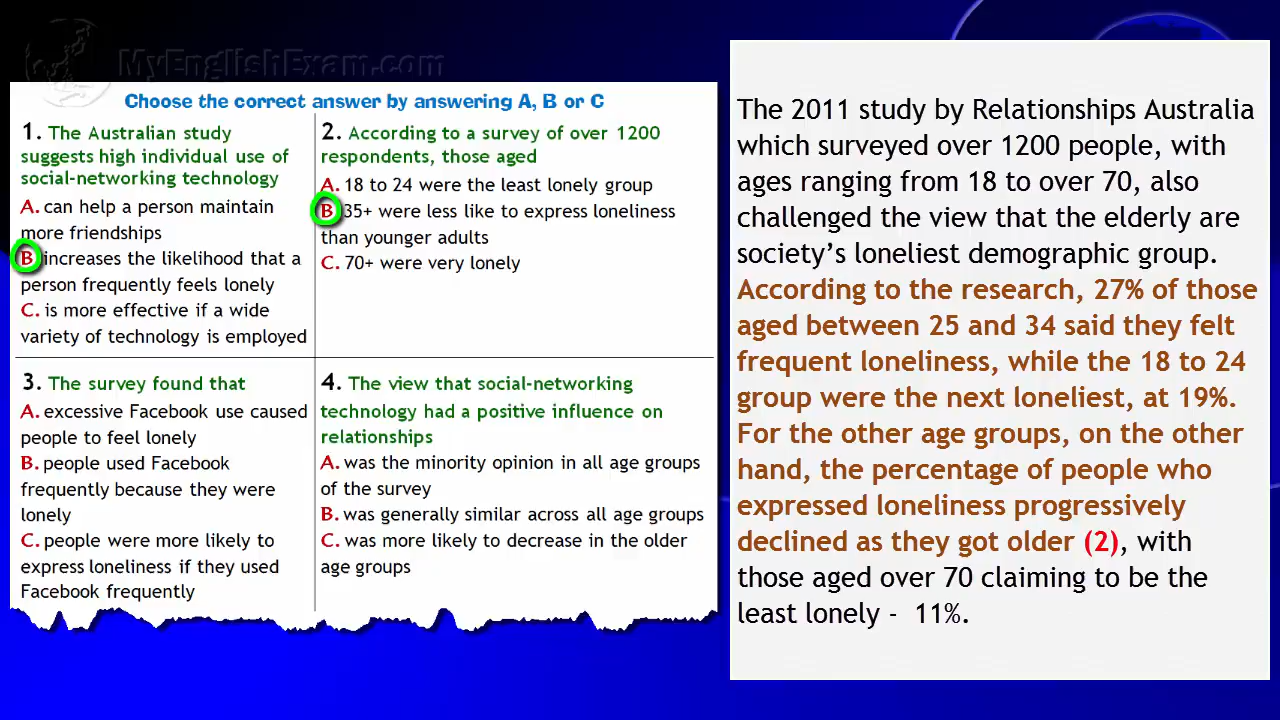 MyEnglishExam.com
Choose the correct answer by answering A, B or C
1. The Australian study
suggests high individual use of
social-networking technology
A. can help a person maintain
more friendships
B increases the likelihood that a
person frequently feels lonely
C. is more effective if a wide
variety of technology is employed
2. According to a survey of over 1200
respondents, those aged
A. 18 to 24 were the least lonely group
B 35+ were less like to express loneliness
than younger adults
C. 70+ were very lonely
3. The survey found that
A. excessive Facebook use caused
people to feel lonely
B. people used Facebook
frequently because they were
lonely
C. people were more likely to
express loneliness if they used
Facebook frequently
4. The view that social-networking
technology had a positive influence on
relationships
A. was the minority opinion in all age groups
of the survey
B. was generally similar across all age groups
C. was more likely to decrease in the older
age groups
The 2011 study by Relationships Australia
which surveyed over 1200 people, with
ages ranging from 18 to over 70, also
challenged the view that the elderly are
society's loneliest demographic group.
According to the research, 27% of those
aged between 25 and 34 said they felt
frequent loneliness, while the 18 to 24
group were the next loneliest, at 19%.
For the other age groups, on the other
hand, the percentage of people who
expressed loneliness progressively
declined as they got older (2), with
those aged over 70 claiming to be the
least lonely - 11%.